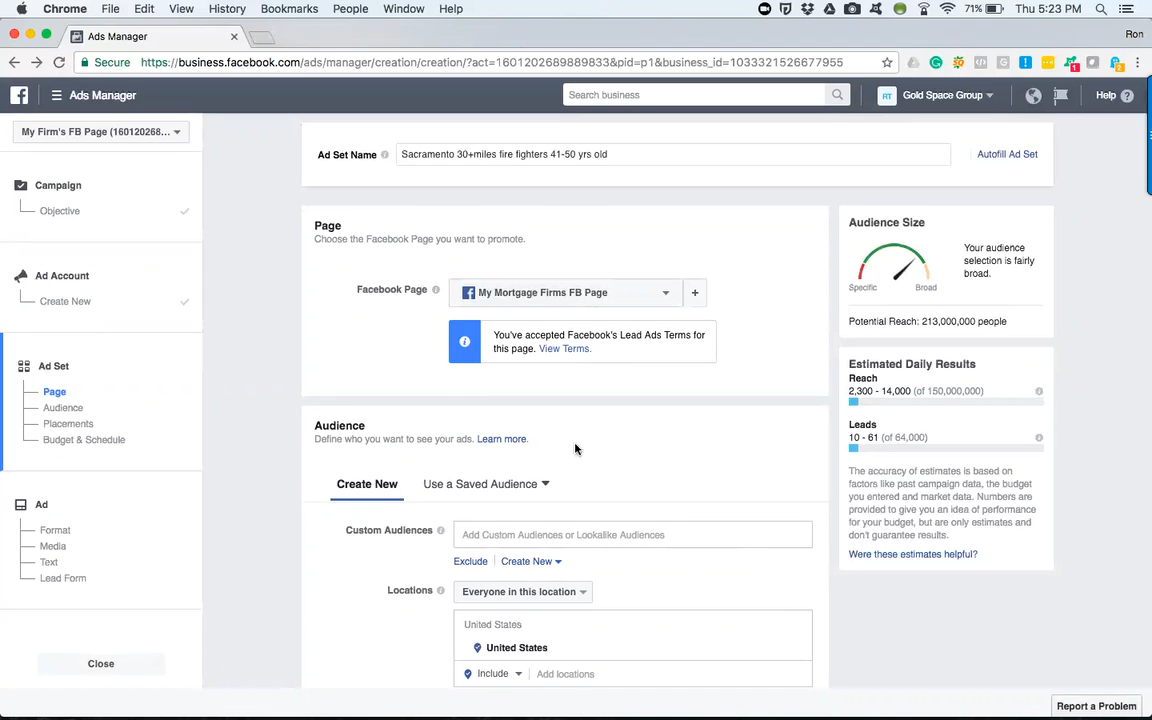 Chrome File Edit View History Bookmarks People Window Help 71% Thu 5:23 PM
Ads Manager
Ron
Secure https://business.facebook.com/ads/manager/creation/creation/?act=1601202689889833&pid=p1&business_id=1033321526677955
Ads Manager
Search business
RT Gold Space Group
Help
My Firm's FB Page (160120268...
Campaign
Objective
Ad Account
Create New
Ad Set
Page
Audience
Placements
Budget & Schedule
Ad
Format
Media
Text
Lead Form
Close
Ad Set Name Sacramento 30+miles fire fighters 41-50 yrs old Autofill Ad Set
Page
Choose the Facebook Page you want to promote.
Facebook Page My Mortgage Firms FB Page +
You've accepted Facebook's Lead Ads Terms for
this page. View Terms.
Audience
Define who you want to see your ads. Learn more.
Create New Use a Saved Audience
Custom Audiences Add Custom Audiences or Lookalike Audiences
Exclude Create New
Locations Everyone in this location
United States
United States
Include Add locations
Audience Size
Your audience
selection is fairly
broad.
Specific Broad
Potential Reach: 213,000,000 people
Estimated Daily Results
Reach
2,300 - 14,000 (of 150,000,000)
Leads
10 - 61 (of 64,000)
The accuracy of estimates is based on
factors like past campaign data, the budget
you entered and market data. Numbers are
provided to give you an idea of performance
for your budget, but are only estimates and
don't guarantee results.
Were these estimates helpful?
Report a Problem